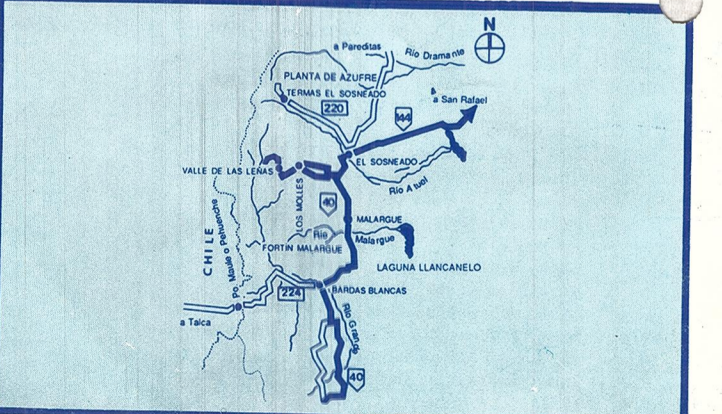 N
a Pareditas
Río Dramante
PLANTA DE AZUFRE
TERMAS EL SOSNEADO
220
144
a San Rafael
EL SOSNEADO
VALLE DE LAS LEÑAS
Río Atuel
LOS MOLLES
40
MALARGUE
Río
Malargue
FORTIN MALARGUE
LAGUNA LLANCANELO
CHILE
Po. Maule o Pehuenche
224
BARDAS BLANCAS
a Talca
Río Grande
40